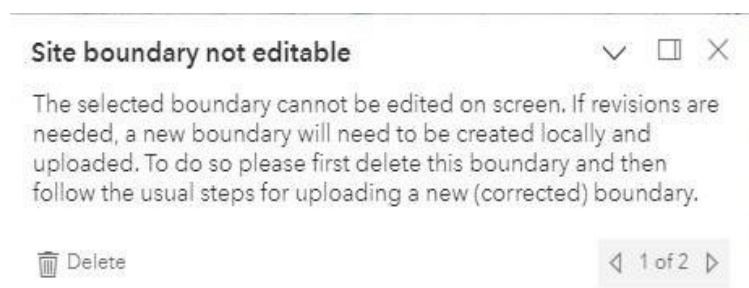 Site boundary not editable
The selected boundary cannot be edited on screen. If revisions are
needed, a new boundary will need to be created locally and
uploaded. To do so please first delete this boundary and then
follow the usual steps for uploading a new (corrected) boundary.
Delete
1 of 2